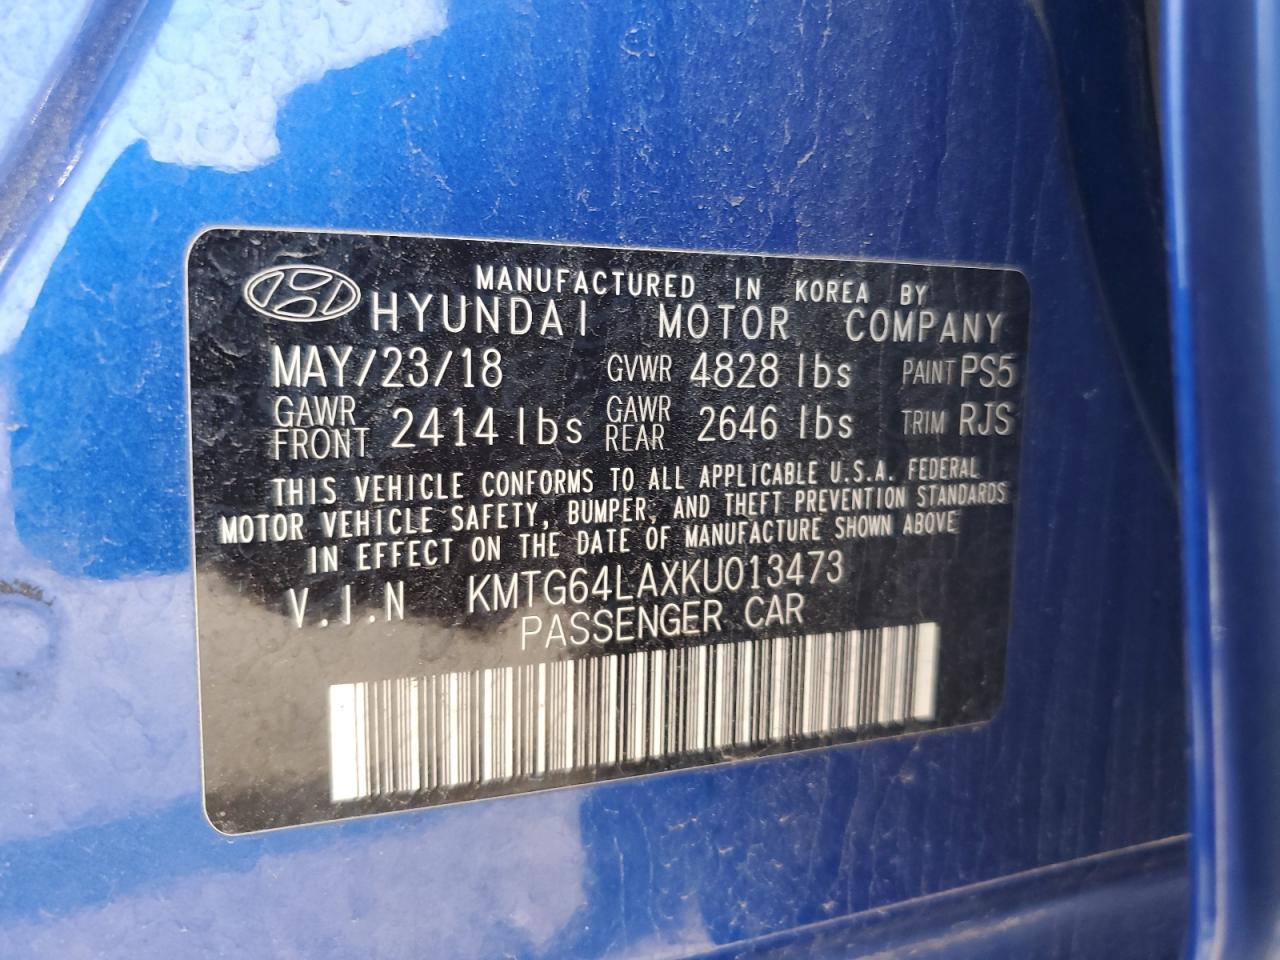 MANUFACTURED IN KOREA BY
HYUNDAI MOTOR COMPANY
MAY/23/18 GVWR 4828 lbs PAINT PS5
GAWR FRONT 2414 lbs GAWR REAR 2646 lbs TRIM RJS
THIS VEHICLE CONFORMS TO ALL APPLICABLE U.S.A. FEDERAL
MOTOR VEHICLE SAFETY, BUMPER, AND THEFT PREVENTION STANDARDS
IN EFFECT ON THE DATE OF MANUFACTURE SHOWN ABOVE
V.I.N KMTG64LAXKU013473
PASSENGER CAR